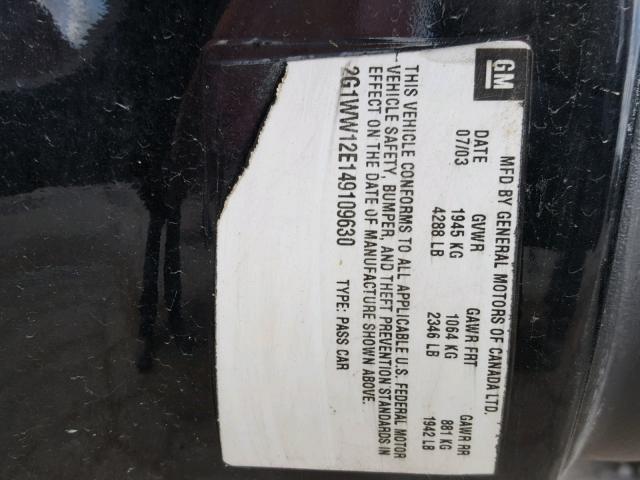 GM
MFD BY GENERAL MOTORS OF CANADA LTD.
DATE GVWR GAWR FRT GAWR RR
07/03 1945 KG 1064 KG 881 KG
4288 LB 2346 LB 1942 LB
THIS VEHICLE CONFORMS TO ALL APPLICABLE U.S. FEDERAL MOTOR
VEHICLE SAFETY, BUMPER, AND THEFT PREVENTION STANDARDS IN
EFFECT ON THE DATE OF MANUFACTURE SHOWN ABOVE.
2G1WW12E149109630 TYPE: PASS CAR